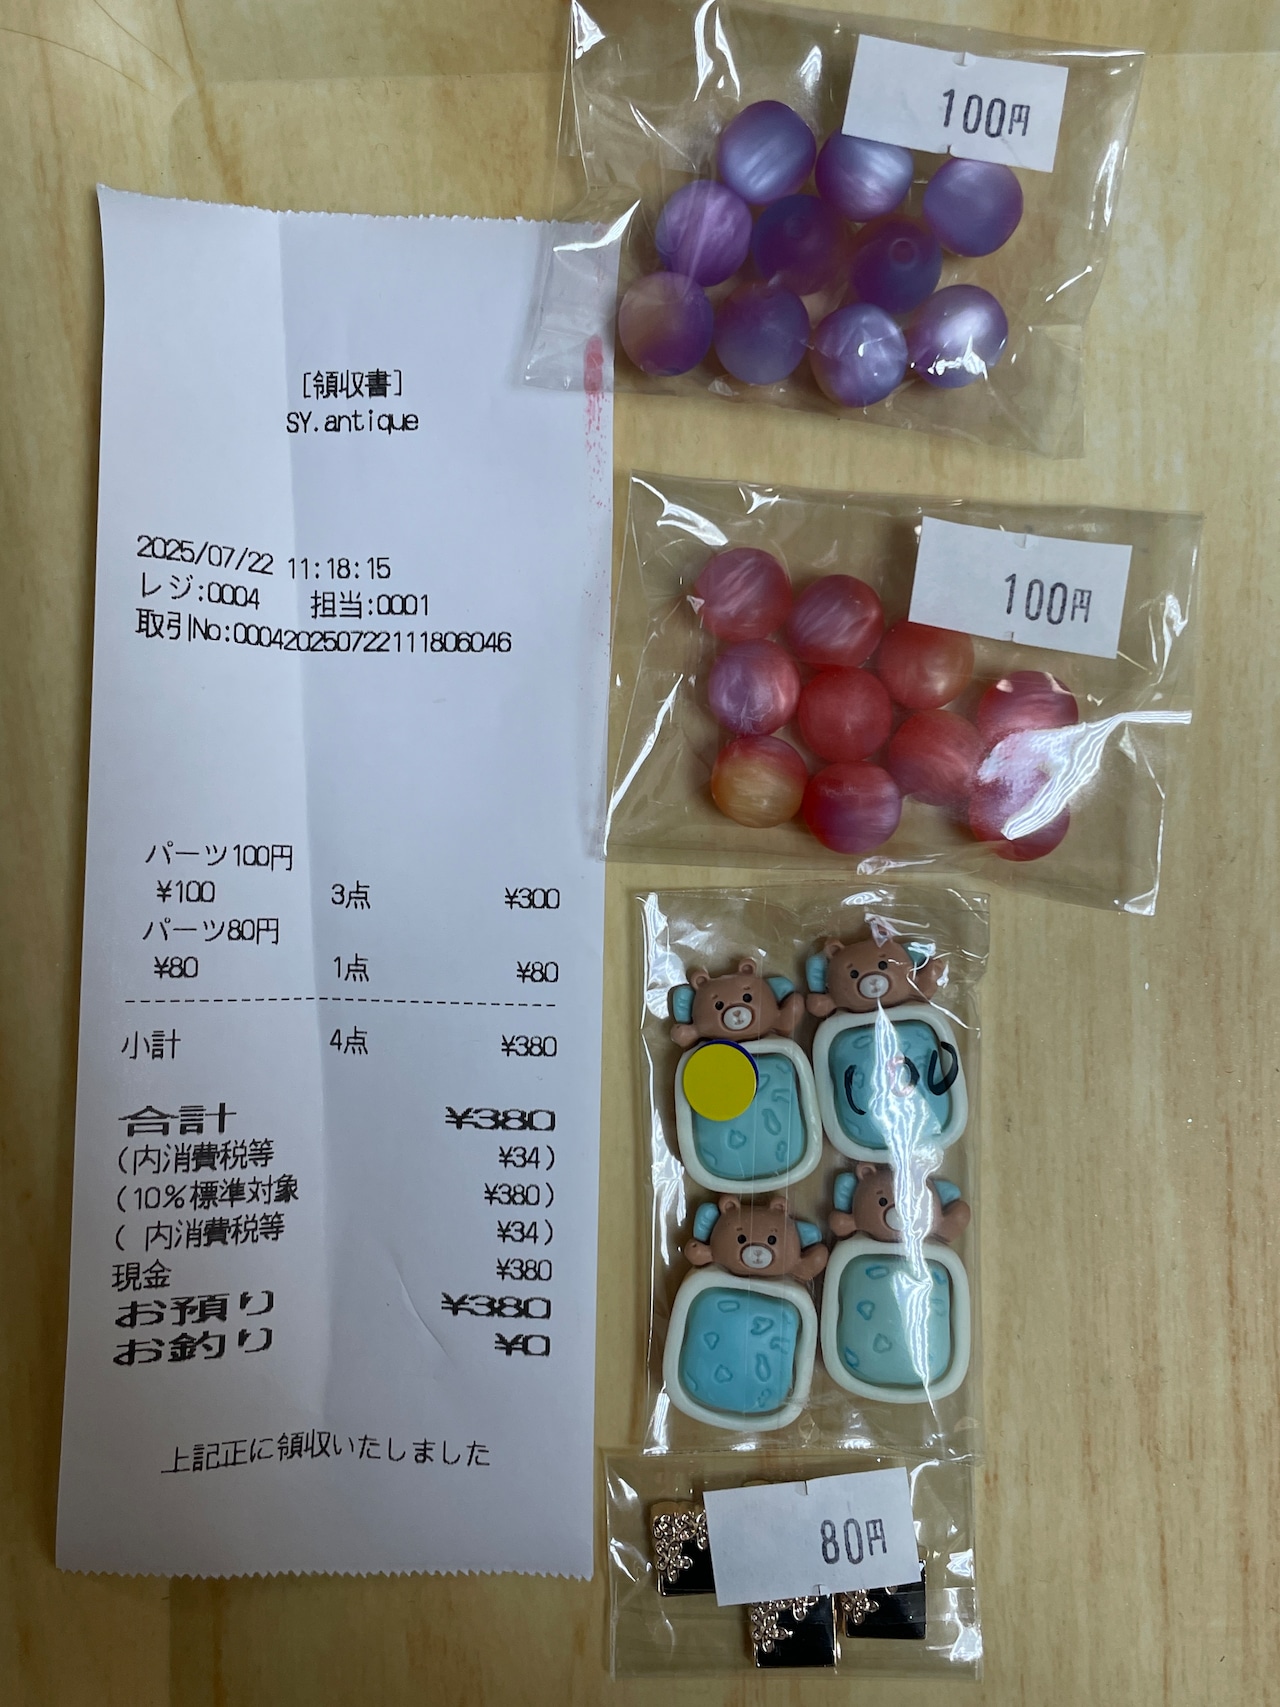 [領収書]
SY.antique
2025/07/22 11:18:15
レジ:0004 担当:0001
取引No:00042025072211180​6046
パーツ100円
¥100 3点 ¥300
パーツ80円
¥80 1点 ¥80
小計 4点 ¥380
合計 ¥380
(内消費税等 ¥34)
(10%標準対象 ¥380)
( 内消費税等 ¥34)
現金 ¥380
お預り ¥380
お釣り ¥0
上記正に領収いたしました
100円
100円
80円